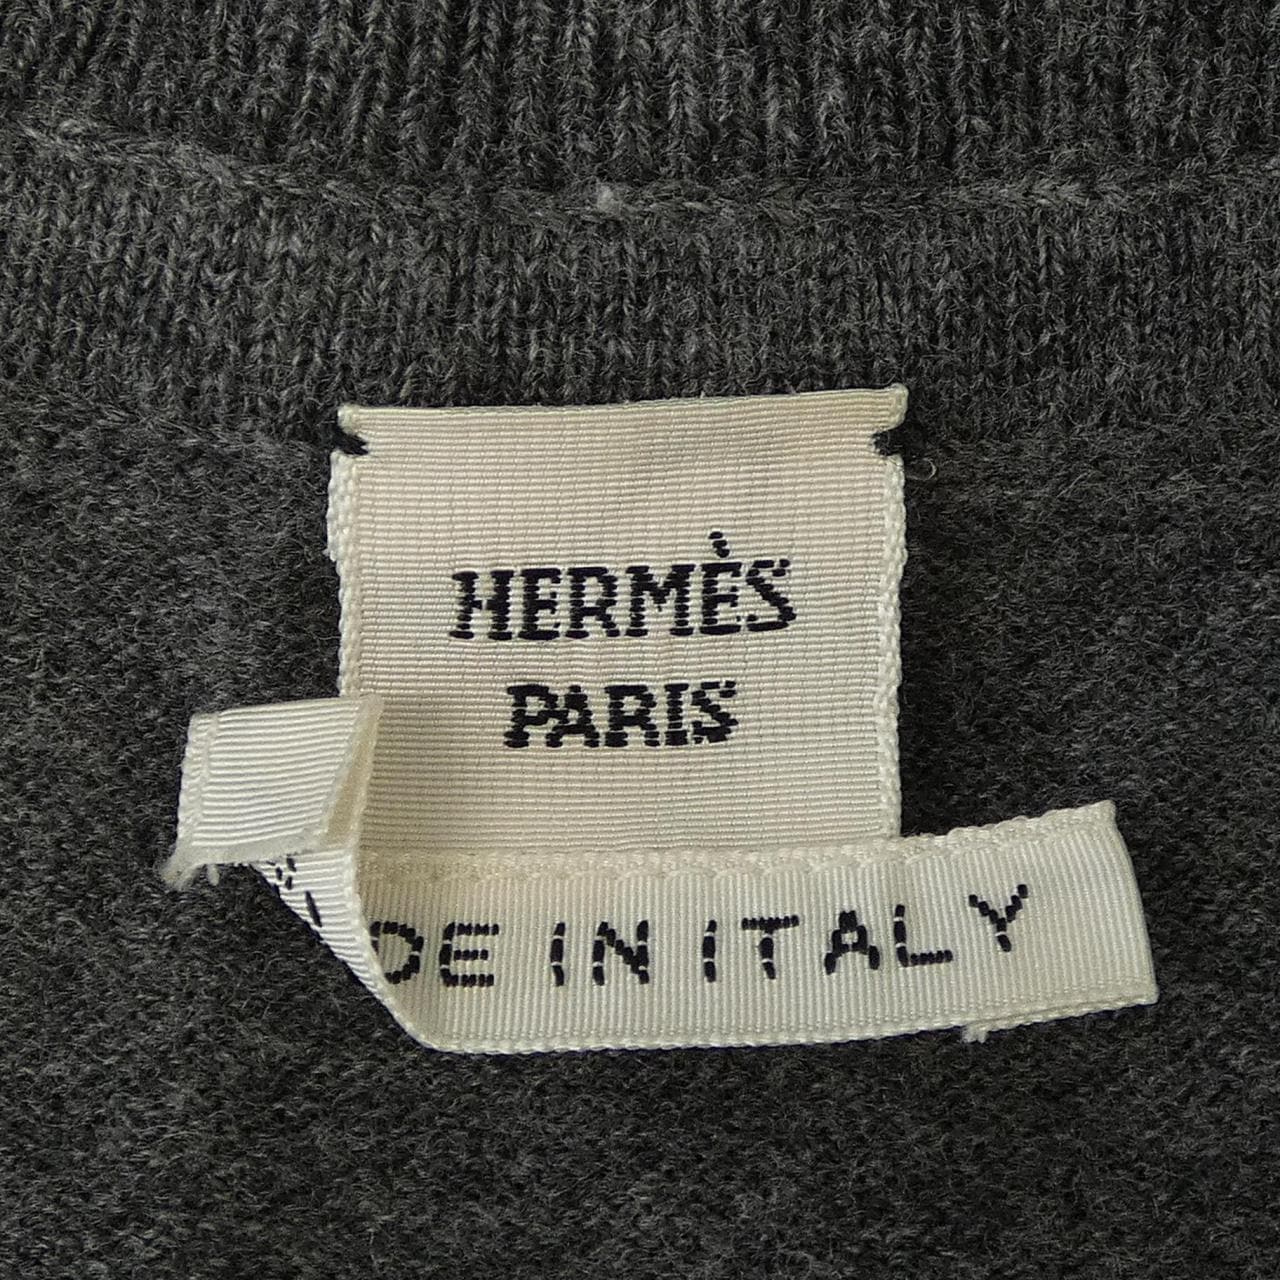 HERMÈS
PARIS
DE IN ITALY